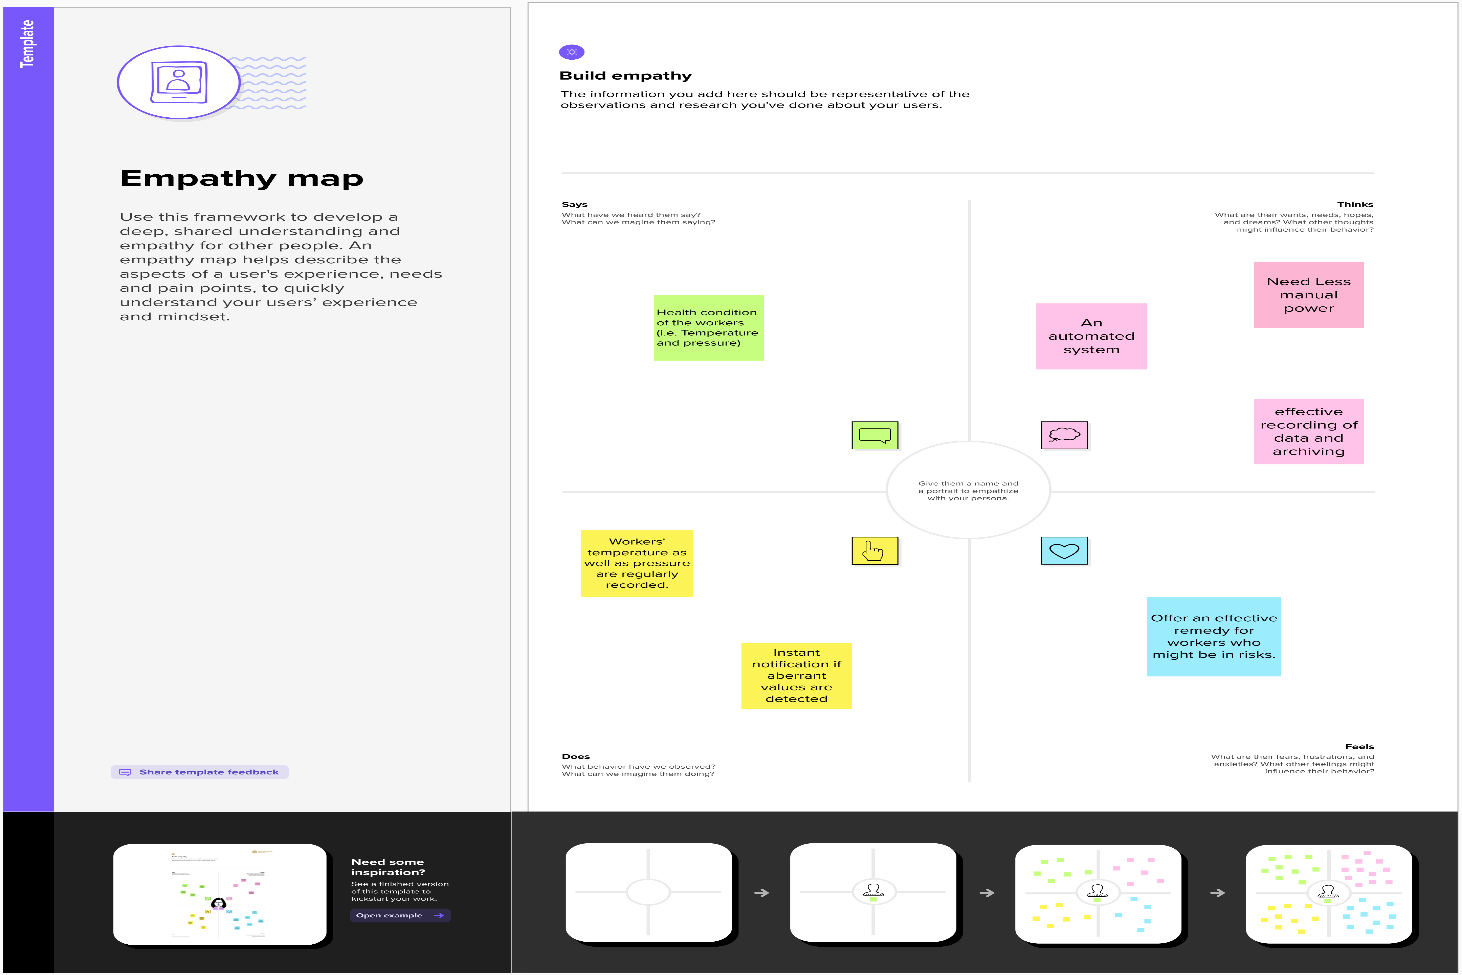 Template
Empathy map
Use this framework to develop a
deep, shared understanding and
empathy for other people. An
empathy map helps describe the
aspects of a user's experience, needs
and pain points, to quickly
understand your users' experience
and mindset.
Share template feedback
Build empathy
The information you add here should be representative of the
observations and research you've done about your users.
Says
What have we heard them say?
What can we magine them saying?
Thinks
What are their wants, needs, hopes,
and dreams? What other thoughts
might influence their behavior?
Health condition
of the workers
(i.e. Temperature
and pressure)
An
automated
system
Need Less
manual
power
effective
recording of
data and
archiving
Give them a name and
a portrait to empathize
with your persona.
Workers'
temperature as
well as pressure
are regularly
recorded.
Instant
notification if
aberrant
values are
detected
Offer an effective
remedy for
workers who
might be in risks.
Does
What behavior have we observed?
What can we imagine them doing?
Feels
What are their fears, frustrations, and
anxieties? What other feelings might
influence their behavior?
Need some
inspiration?
See a finished version
of this template to
kickstart your work.
Open example